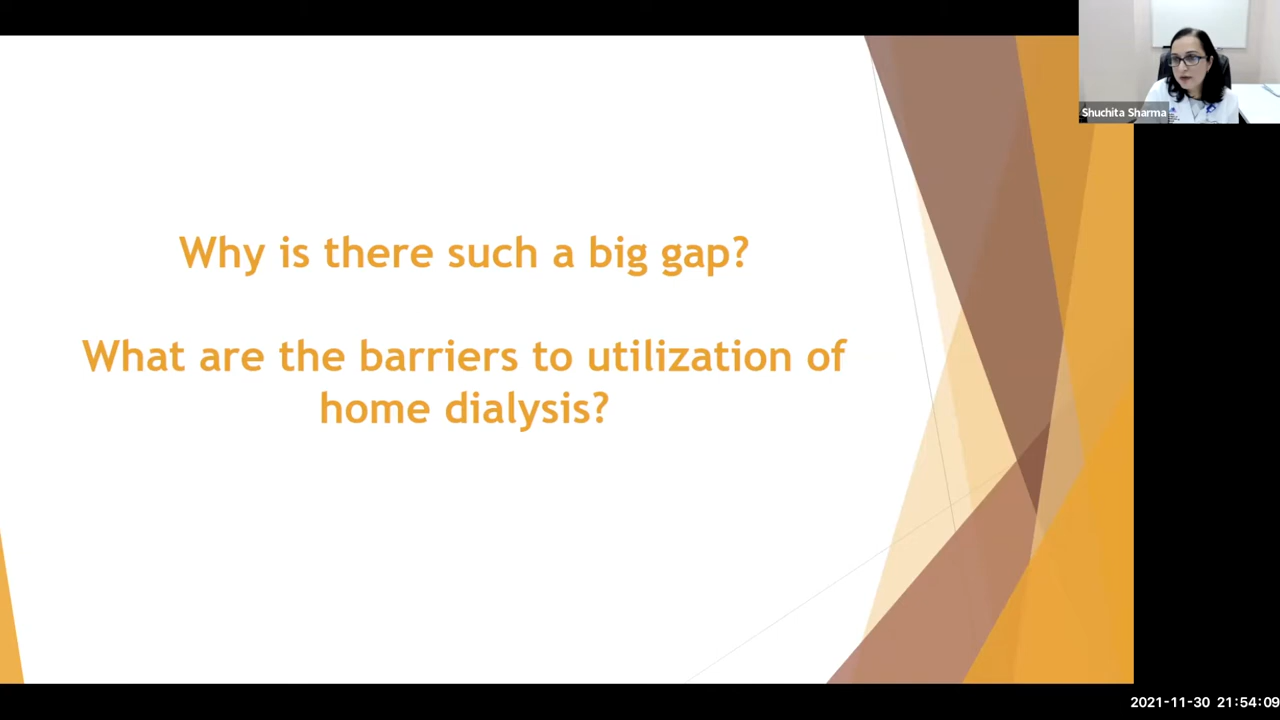 Shuchita Sharma
Why is there such a big gap?
What are the barriers to utilization of
home dialysis?
2021-11-30 21:54:09